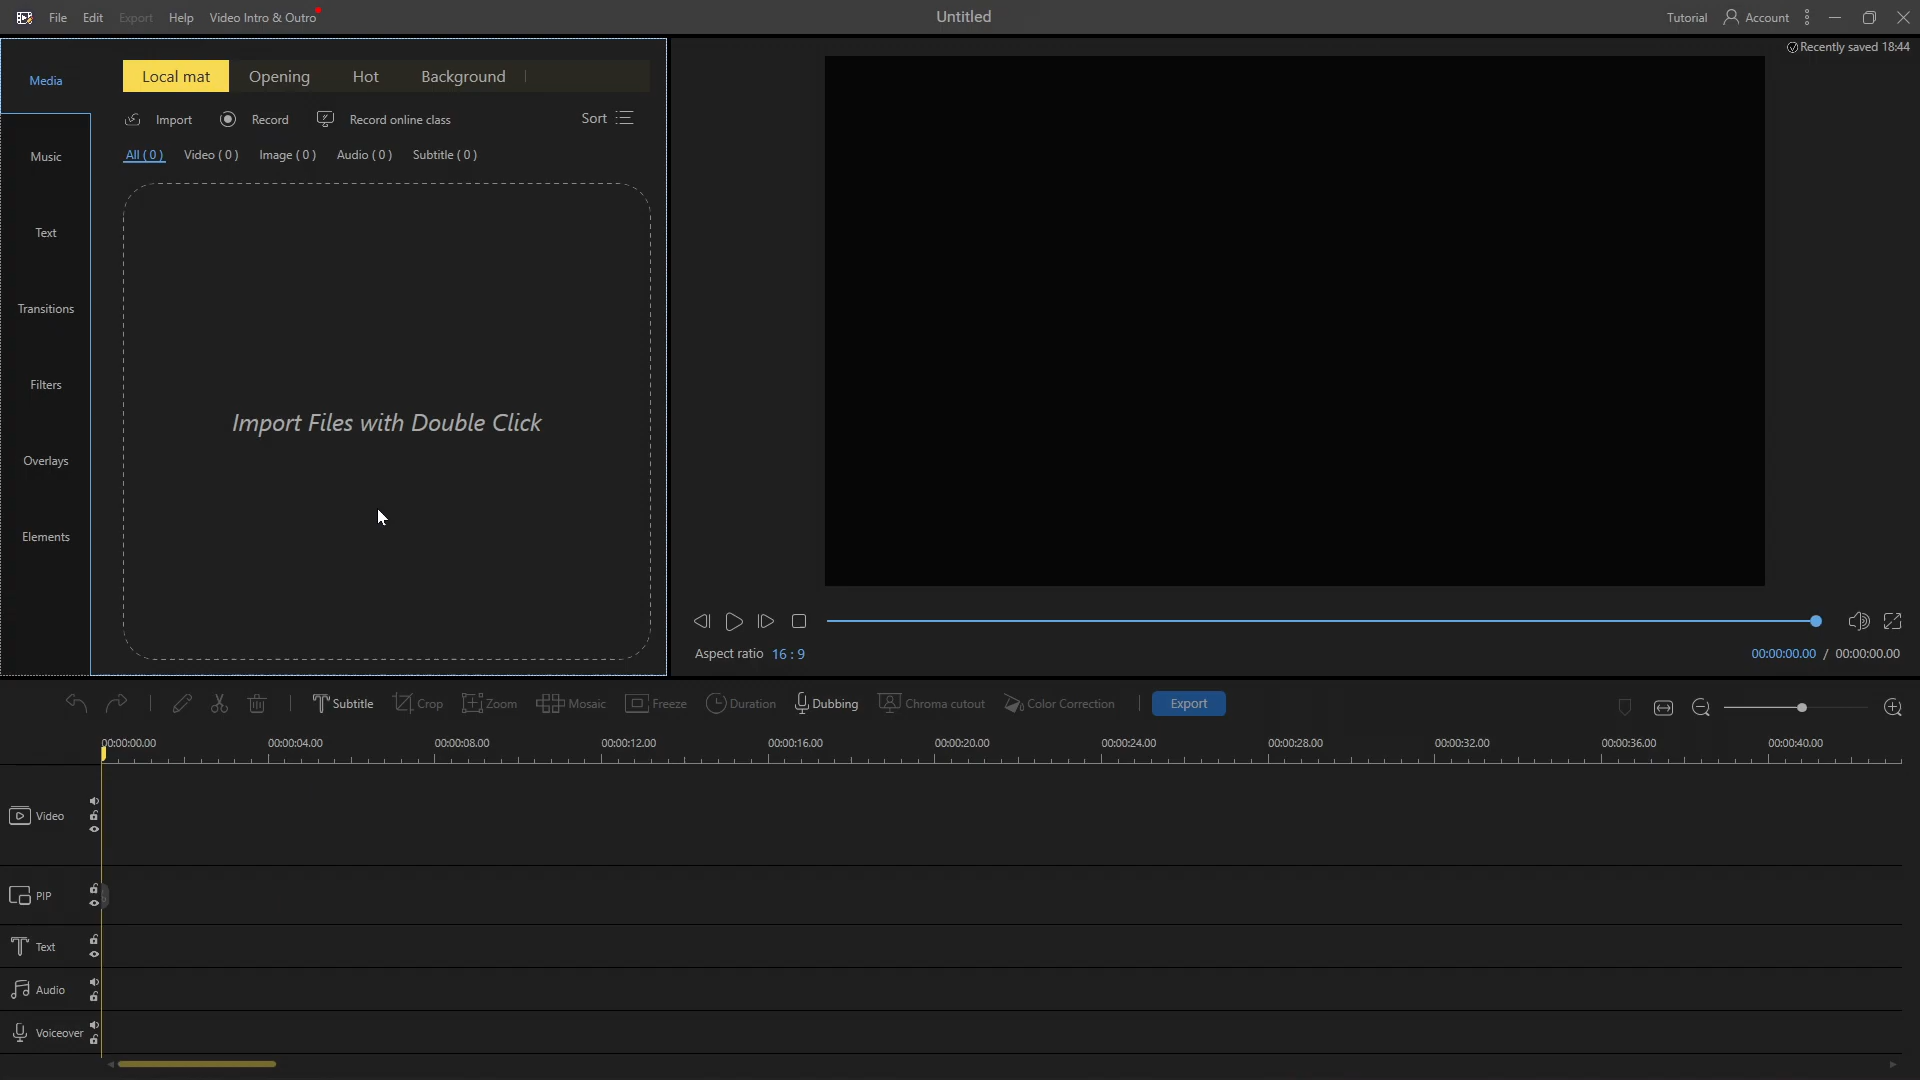 File Edit Export Help Video Intro & Outro Untitled Tutorial Account
Recently saved 18:44
Media Local mat Opening Hot Background
Import Record Record online class Sort
All ( 0 ) Video ( 0 ) Image ( 0 ) Audio ( 0 ) Subtitle ( 0 )
Music
Text
Transitions
Filters
Import Files with Double Click
Overlays
Elements
Aspect ratio 16 : 9 00:00:00.00 / 00:00:00.00
Subtitle Crop Zoom Mosaic Freeze Duration Dubbing Chroma cutout Color Correction Export
00:00:00.00 00:00:04.00 00:00:08.00 00:00:12.00 00:00:16.00 00:00:20.00 00:00:24.00 00:00:28.00 00:00:32.00 00:00:36.00 00:00:40.00
Video
PIP
Text
Audio
Voiceover